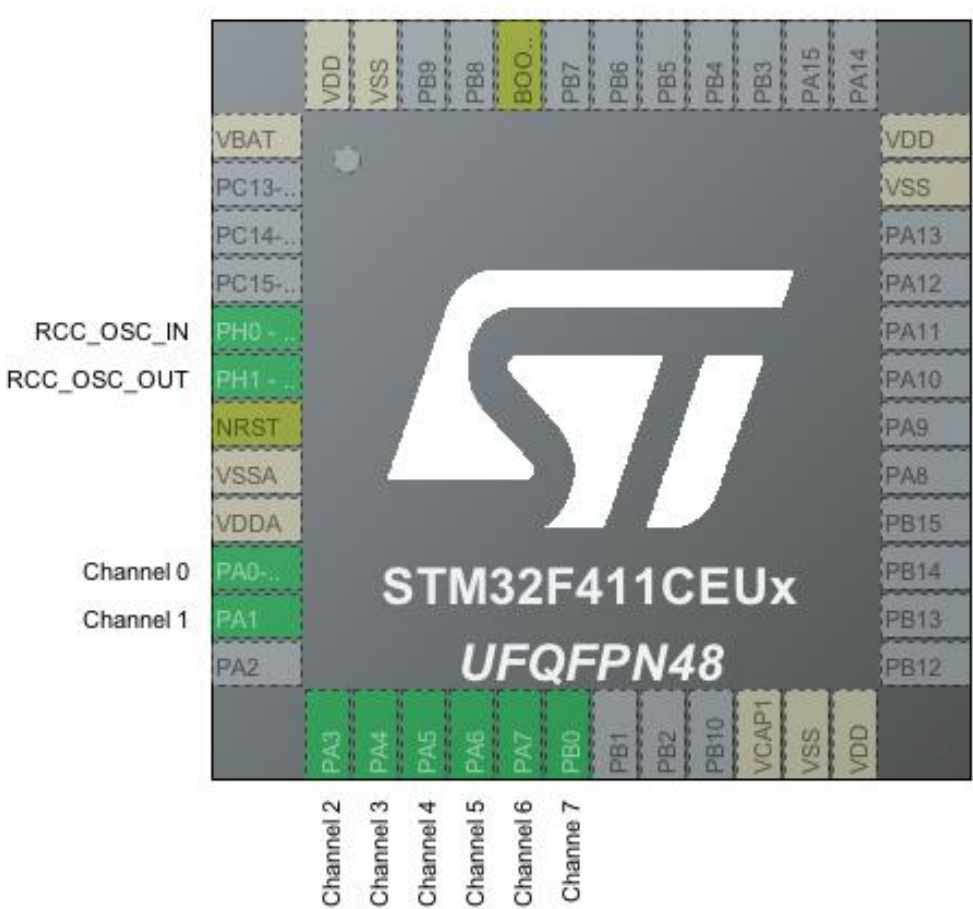 VDD
VSS
PB9
PB8
BOO..
PB7
PB6
PB5
PB4
PB3
PA15
PA14
VBAT
PC13-..
PC14-..
PC15-..
RCC_OSC_IN PH0 - ..
RCC_OSC_OUT PH1 - ..
NRST
VSSA
VDDA
Channel 0 PA0-..
Channel 1 PA1
PA2
VDD
VSS
PA13
PA12
PA11
PA10
PA9
PA8
PB15
PB14
PB13
PB12
ST
STM32F411CEUx
UFQFPN48
PA3
PA4
PA5
PA6
PA7
PB0
PB1
PB2
PB10
VCAP1
VSS
VDD
Channel 2
Channel 3
Channel 4
Channel 5
Channel 6
Channe 7